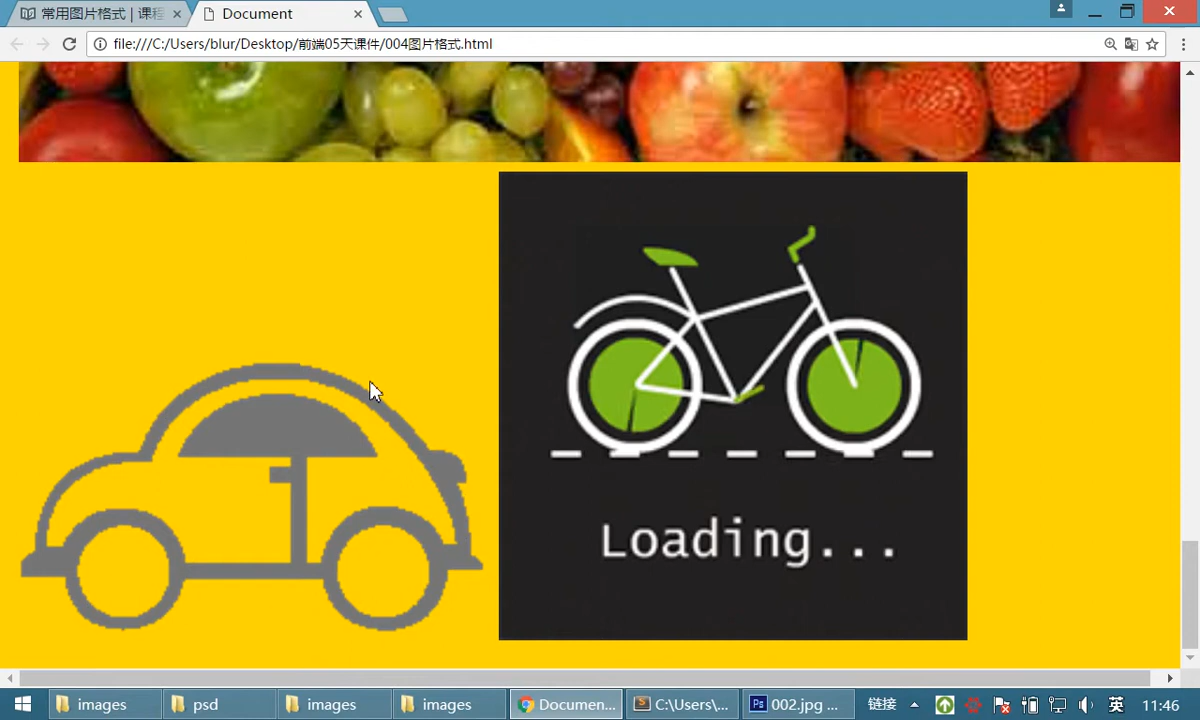 常用图片格式 | 课程
Document
file:///C:/Users/blur/Desktop/前端05天课件/004图片格式.html
Loading...
images
psd
images
images
Documen...
C:\Users\...
002.jpg ...
链接
英
11:46